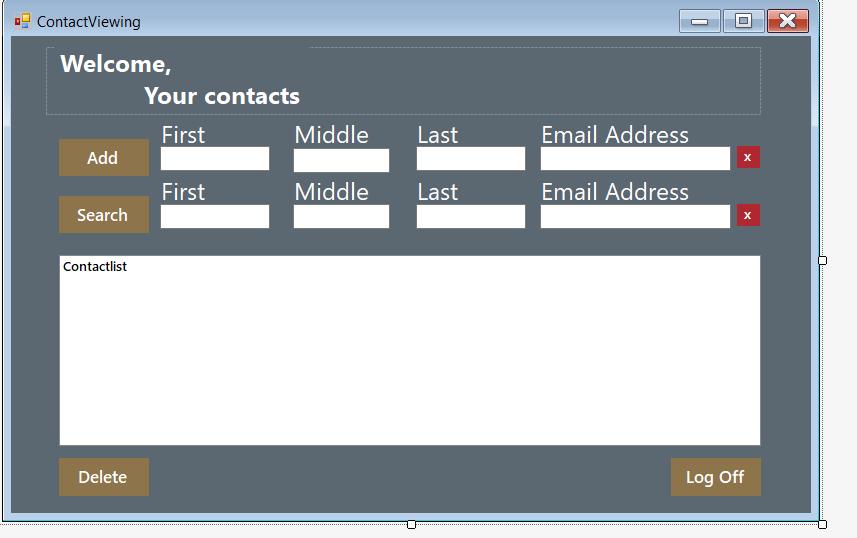 ContactViewing
Welcome,
Your contacts
First Middle Last Email Address
Add x
First Middle Last Email Address
Search x
Contactlist
Delete Log Off